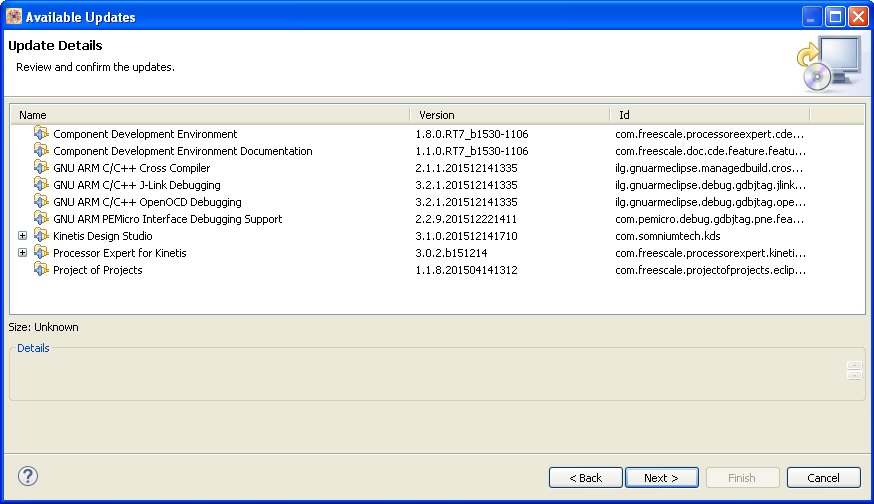 Available Updates
Update Details
Review and confirm the updates.
Name Version Id
Component Development Environment 1.8.0.RT7_b1530-1106 com.freescale.processoreexpert.cde...
Component Development Environment Documentation 1.1.0.RT7_b1530-1106 com.freescale.doc.cde.feature.featu...
GNU ARM C/C++ Cross Compiler 2.1.1.201512141335 ilg.gnuarmeclipse.managedbuild.cros...
GNU ARM C/C++ J-Link Debugging 3.2.1.201512141335 ilg.gnuarmeclipse.debug.gdbjtag.jlink...
GNU ARM C/C++ OpenOCD Debugging 3.2.1.201512141335 ilg.gnuarmeclipse.debug.gdbjtag.ope...
GNU ARM PEMicro Interface Debugging Support 2.2.9.201512221411 com.pemicro.debug.gdbjtag.pne.fea...
Kinetis Design Studio 3.1.0.201512141710 com.somniumtech.kds
Processor Expert for Kinetis 3.0.2.b151214 com.freescale.processorexpert.kineti...
Project of Projects 1.1.8.201504141312 com.freescale.projectofprojects.eclip...
Size: Unknown
Details
?
< Back Next > Finish Cancel